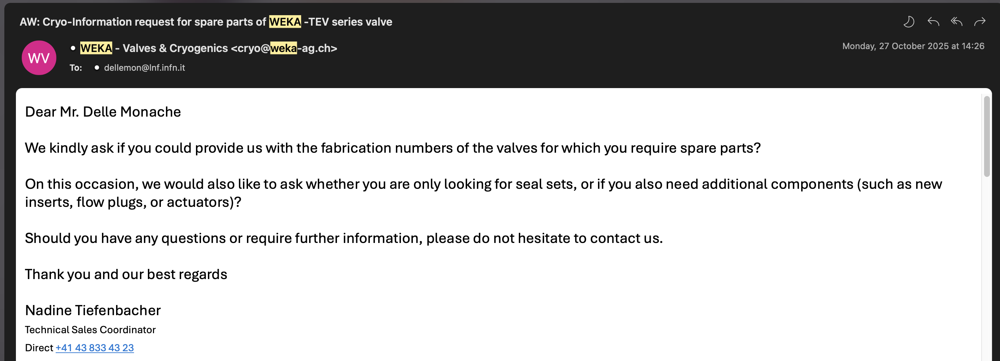 AW: Cryo-Information request for spare parts of WEKA -TEV series valve
WV
WEKA - Valves & Cryogenics <cryo@weka-ag.ch>
Monday, 27 October 2025 at 14:26
To: dellemon@lnf.infn.it
Dear Mr. Delle Monache
We kindly ask if you could provide us with the fabrication numbers of the valves for which you require spare parts?
On this occasion, we would also like to ask whether you are only looking for seal sets, or if you also need additional components (such as new
inserts, flow plugs, or actuators)?
Should you have any questions or require further information, please do not hesitate to contact us.
Thank you and our best regards
Nadine Tiefenbacher
Technical Sales Coordinator
Direct +41 43 833 43 23